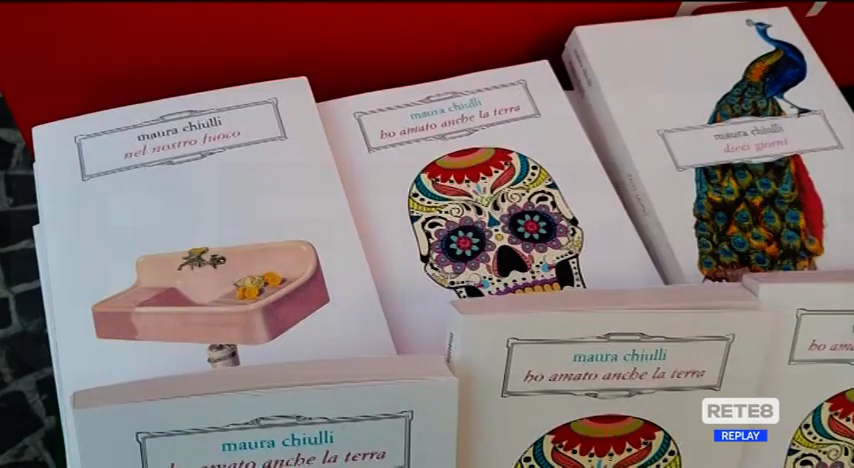 maura chiulli
nel nostro fuoco
maura chiulli
ho amato anche la terra
maura chiulli
dieci giorni
maura chiulli
ho amato anche la terra
maura chiulli
ho amato anche la terra
ho amo
RETE8
REPLAY